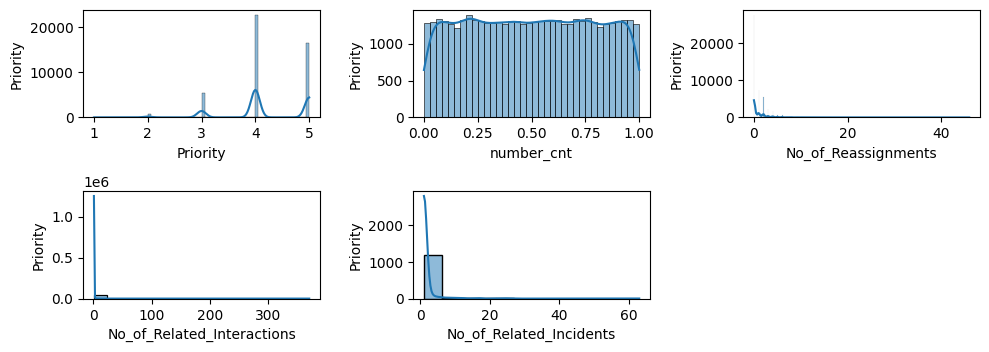 20000
10000
0
Priority
1 2 3 4 5
Priority
1000
500
0
Priority
0.00 0.25 0.50 0.75 1.00
number_cnt
20000
10000
0
Priority
0 20 40
No_of_Reassignments
1e6
1.0
0.5
0.0
Priority
0 100 200 300
No_of_Related_Interactions
2000
1000
0
Priority
0 20 40 60
No_of_Related_Incidents